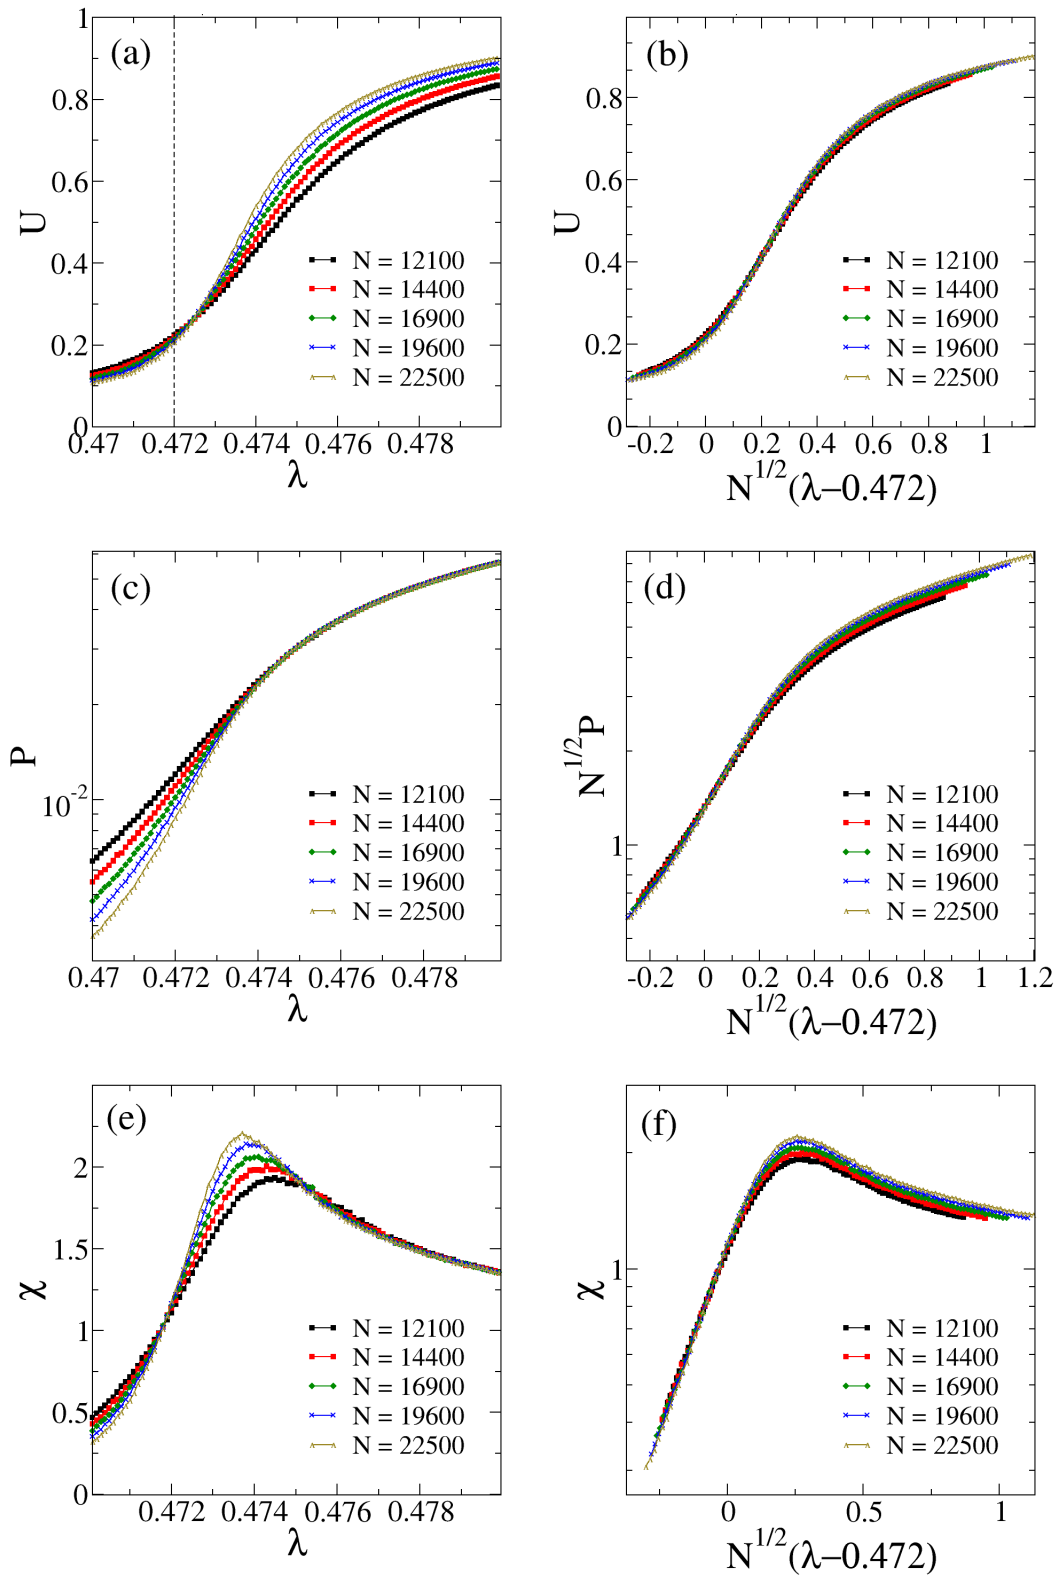 (a)
1
0.8
0.6
0.4
0.2
0
U
N = 12100
N = 14400
N = 16900
N = 19600
N = 22500
0.47 0.472 0.474 0.476 0.478
λ
(b)
0.8
0.6
0.4
0.2
0
U
N = 12100
N = 14400
N = 16900
N = 19600
N = 22500
-0.2 0 0.2 0.4 0.6 0.8 1
N^1/2(λ−0.472)
(c)
P
10^-2
N = 12100
N = 14400
N = 16900
N = 19600
N = 22500
0.47 0.472 0.474 0.476 0.478
λ
(d)
N^1/2P
1
N = 12100
N = 14400
N = 16900
N = 19600
N = 22500
-0.2 0 0.2 0.4 0.6 0.8 1 1.2
N^1/2(λ−0.472)
(e)
2
1.5
1
0.5
0
χ
N = 12100
N = 14400
N = 16900
N = 19600
N = 22500
0.472 0.474 0.476 0.478
λ
(f)
1
χ
N = 12100
N = 14400
N = 16900
N = 19600
N = 22500
0 0.5 1
N^1/2(λ−0.472)